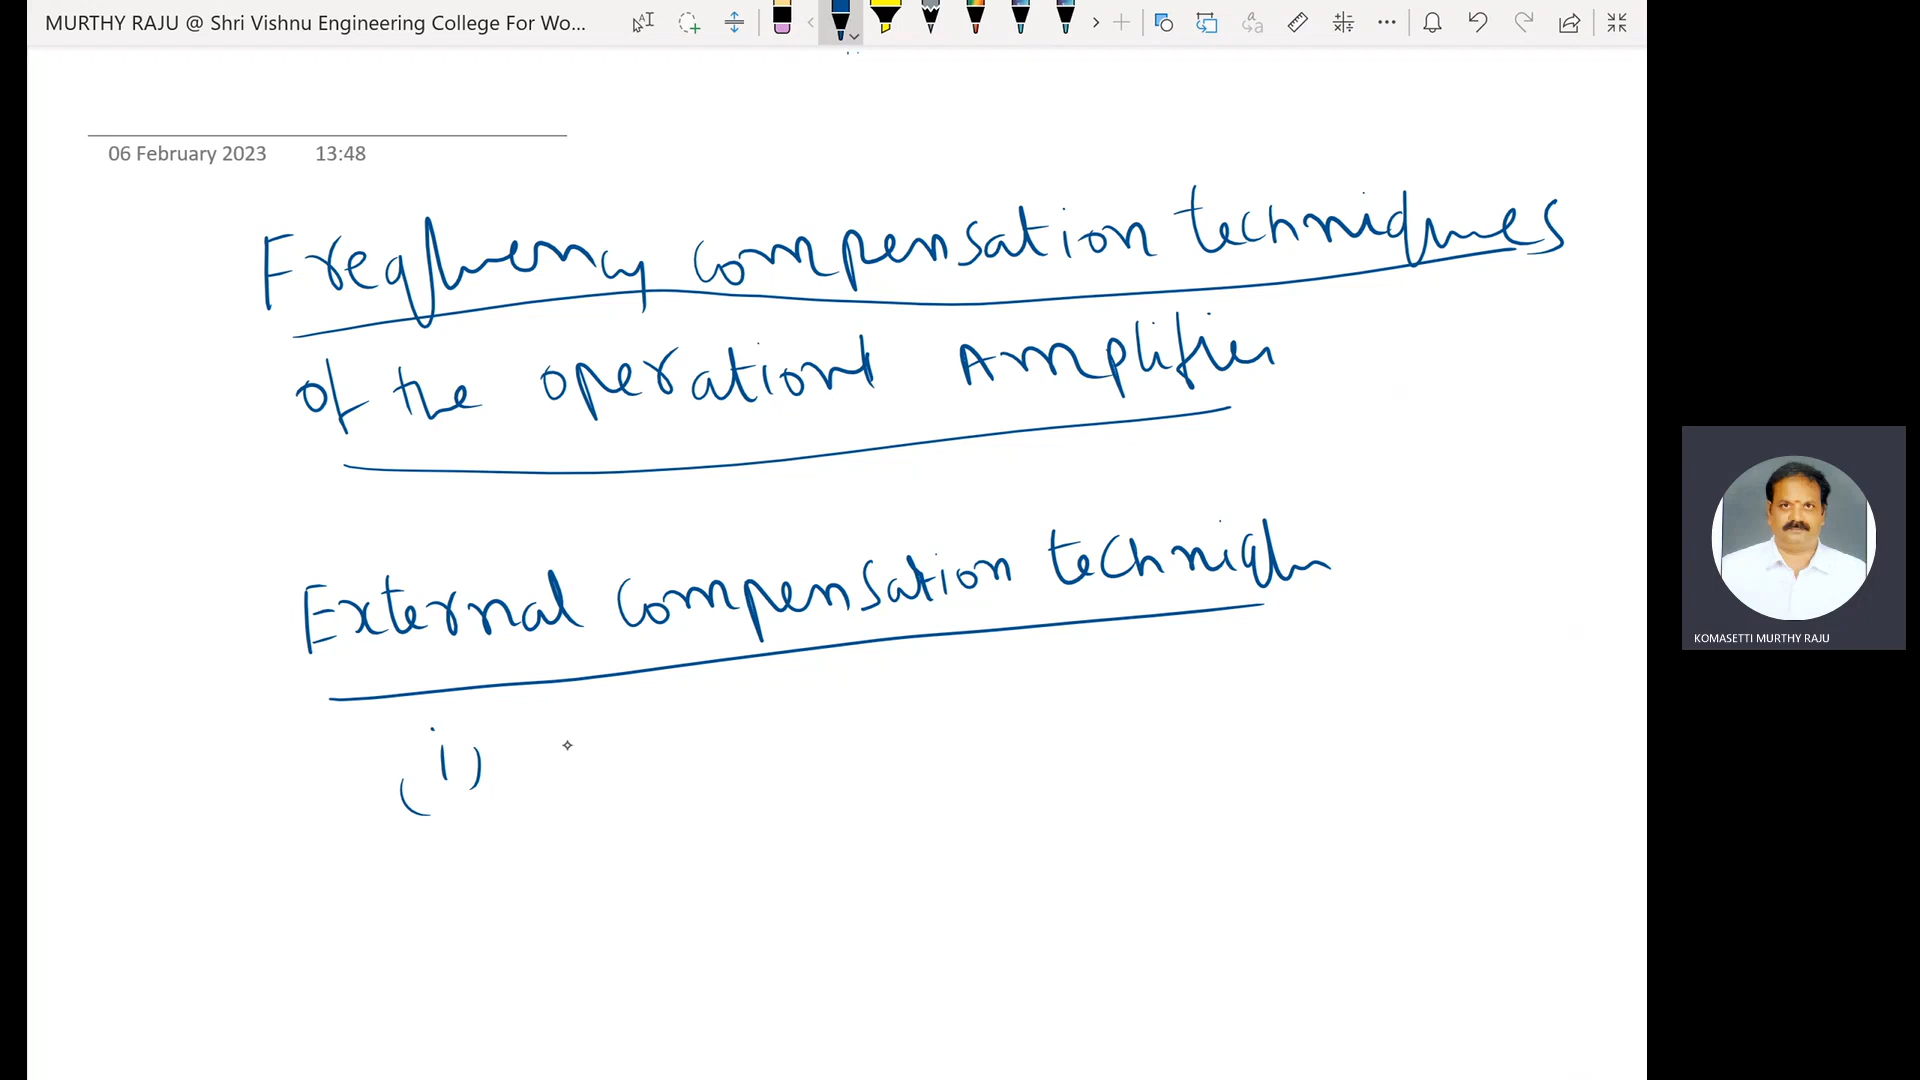 MURTHY RAJU @ Shri Vishnu Engineering College For Wo...
06 February 2023 13:48
Frequency compensation techniques
of the operational Amplifier
External compensation technique
(i)
KOMASETTI MURTHY RAJU